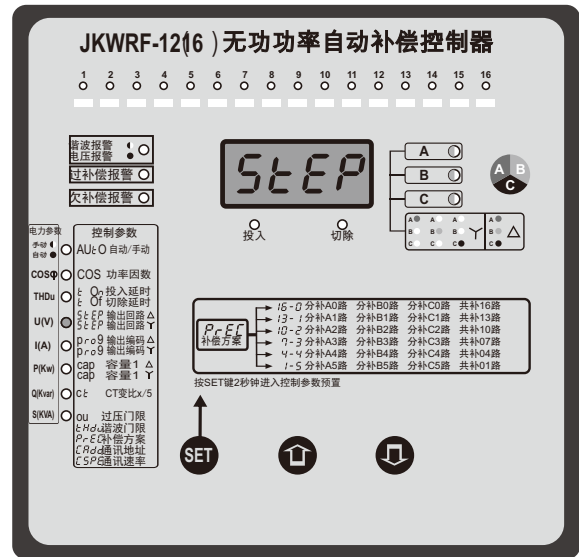 JKWRF-12(16)无功功率自动补偿控制器
1 2 3 4 5 6 7 8 9 10 11 12 13 14 15 16
谐波报警
电压报警
过补偿报警
欠补偿报警
StEP
投入 切除
A
B
C
A B C
A A A A
B B B B
C C C C
电力参数 控制参数
手动
自动
AUtO 自动/手动
COSφ COS 功率因数
THDu t On 投入延时
t Of 切除延时
U(V) StEP 输出回路 △
StEP 输出回路 Y
I(A) pro9 输出编码 △
pro9 输出编码 Y
P(Kw) cap 容量1 △
cap 容量1 Y
Q(Kvar) Ct CT变比x/5
S(KVA) ou 过压门限
tHdu 谐波门限
PrEC 补偿方案
CAdd 通讯地址
CSPE 通讯速率
PrEC
补偿方案
16-0 分补A0路 分补B0路 分补C0路 共补16路
13-1 分补A1路 分补B1路 分补C1路 共补13路
10-2 分补A2路 分补B2路 分补C2路 共补10路
7-3 分补A3路 分补B3路 分补C3路 共补07路
4-4 分补A4路 分补B4路 分补C4路 共补04路
1-5 分补A5路 分补B5路 分补C5路 共补01路
按SET键2秒钟进入控制参数预置
SET